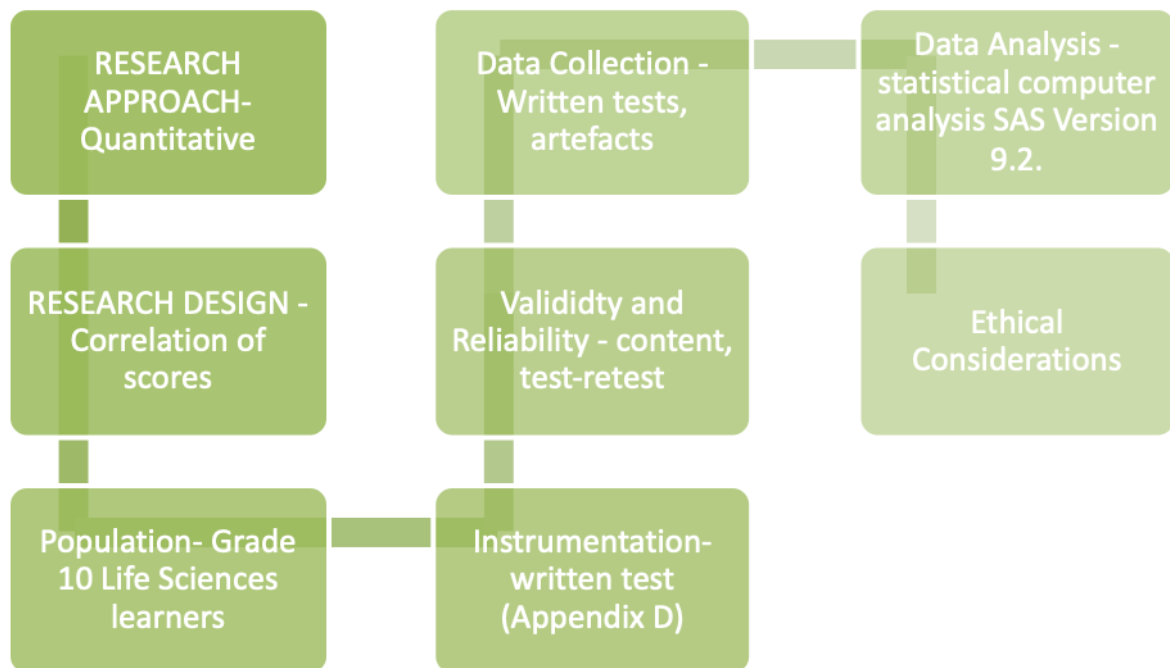 RESEARCH
APPROACH-
Quantitative
RESEARCH DESIGN -
Correlation of
scores
Population- Grade
10 Life Sciences
learners
Instrumentation-
written test
(Appendix D)
Valididty and
Reliability - content,
test-retest
Data Collection -
Written tests,
artefacts
Data Analysis -
statistical computer
analysis SAS Version
9.2.
Ethical
Considerations